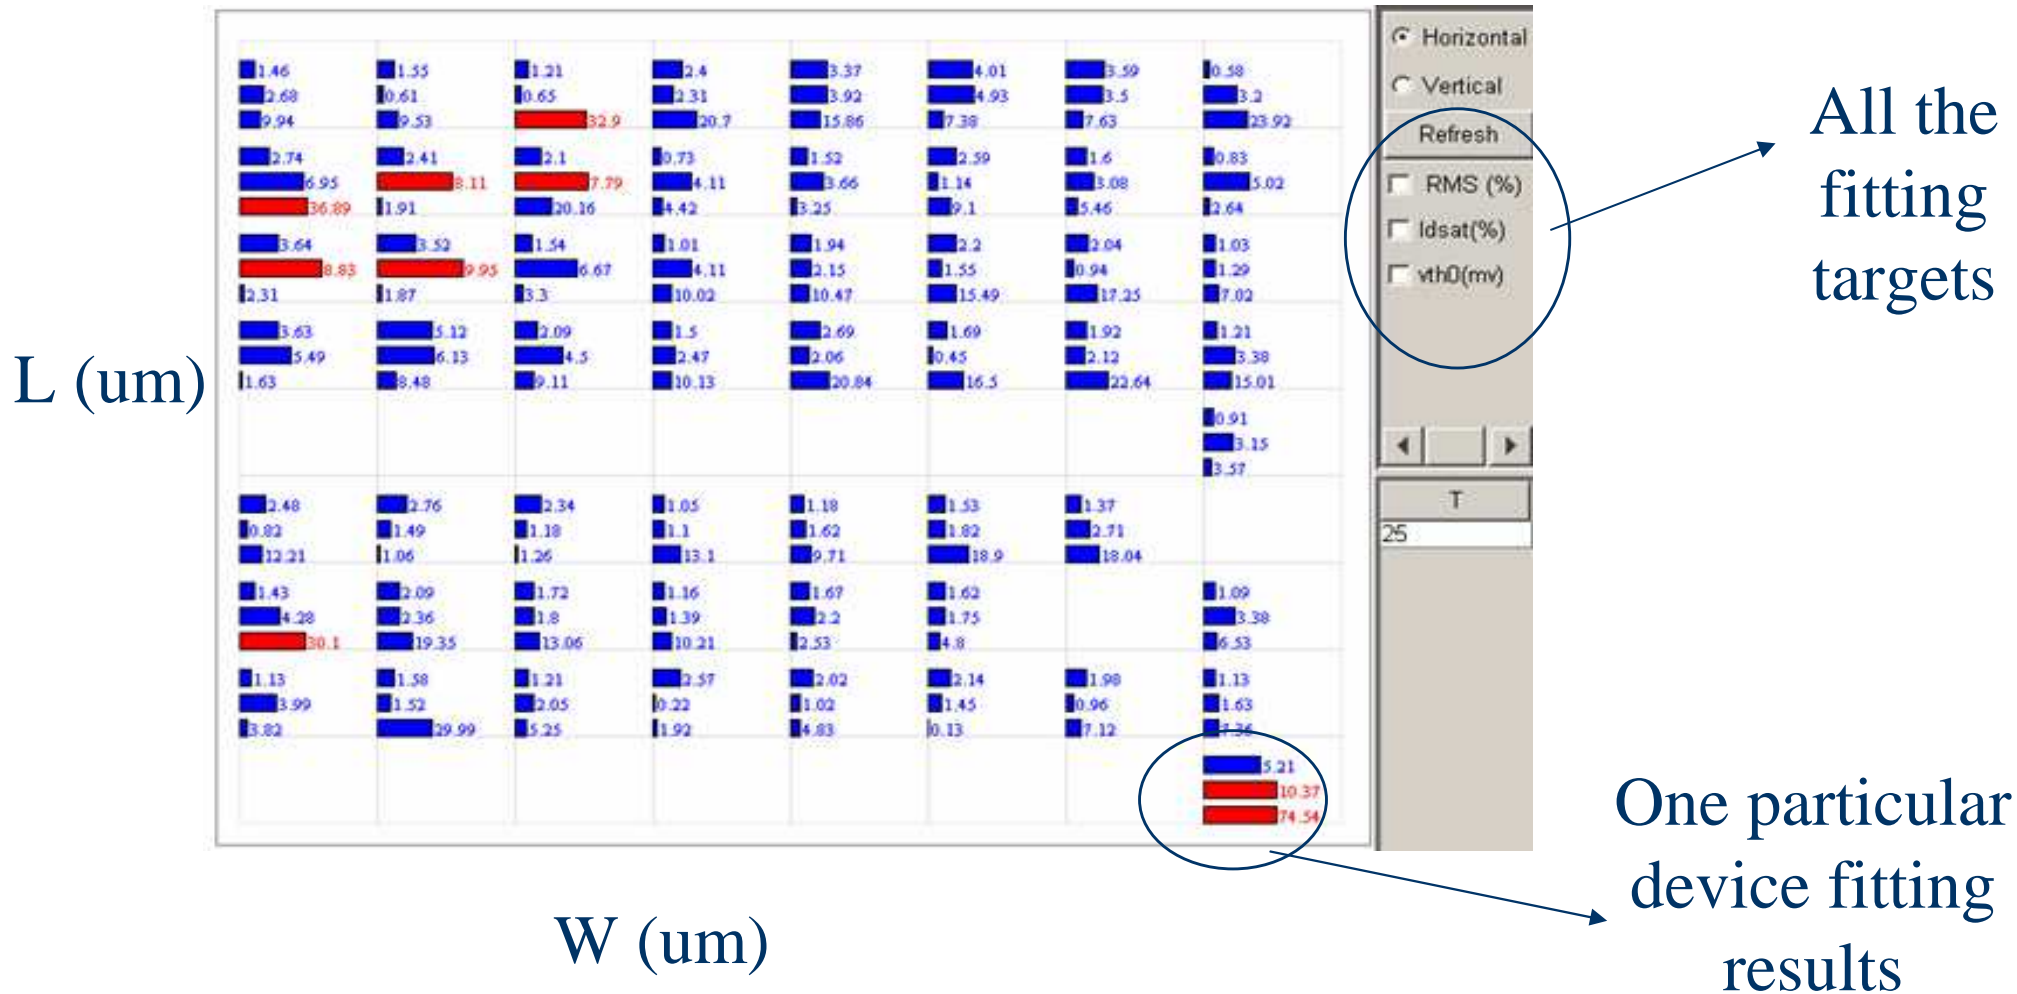 1.46 1.55 1.21 2.4 3.37 4.01 3.59 0.58
2.68 0.61 0.65 2.31 3.92 4.93 3.5 3.2
9.94 9.53 32.9 20.7 15.86 7.38 7.63 23.92
2.74 2.41 2.1 0.73 1.52 2.59 1.6 0.83
6.95 8.11 7.79 4.11 3.66 1.14 3.08 5.02
36.89 1.91 20.16 4.42 3.25 9.1 5.46 2.64
3.64 3.52 1.54 1.01 1.94 2.2 2.04 1.03
8.83 9.95 6.67 4.11 2.15 1.55 0.94 1.29
2.31 1.87 3.3 10.02 10.47 15.49 17.25 7.02
3.63 5.12 2.09 1.5 2.69 1.69 1.92 1.21
5.49 6.13 4.5 2.47 2.06 0.45 2.12 3.38
1.63 8.48 9.11 10.13 20.84 16.5 22.64 15.01
0.91
3.15
3.57
2.48 2.76 2.34 1.05 1.18 1.53 1.37
0.82 1.49 1.18 1.1 1.62 1.82 2.71
12.21 1.06 1.26 13.1 9.71 18.9 18.04
1.43 2.09 1.72 1.16 1.67 1.62 1.09
4.28 2.36 1.8 1.39 2.2 1.75 3.38
30.1 19.35 13.06 10.21 2.53 4.8 6.53
1.13 1.58 1.21 2.57 2.02 2.14 1.98 1.13
3.99 1.52 2.05 0.22 1.02 1.45 0.96 1.63
3.82 29.99 5.25 1.92 4.83 0.13 7.12 7.36
5.21
10.37
74.54
L (um)
W (um)
Horizontal
Vertical
Refresh
RMS (%)
Idsat(%)
vth0(mv)
T
25
All the
fitting
targets
One particular
device fitting
results